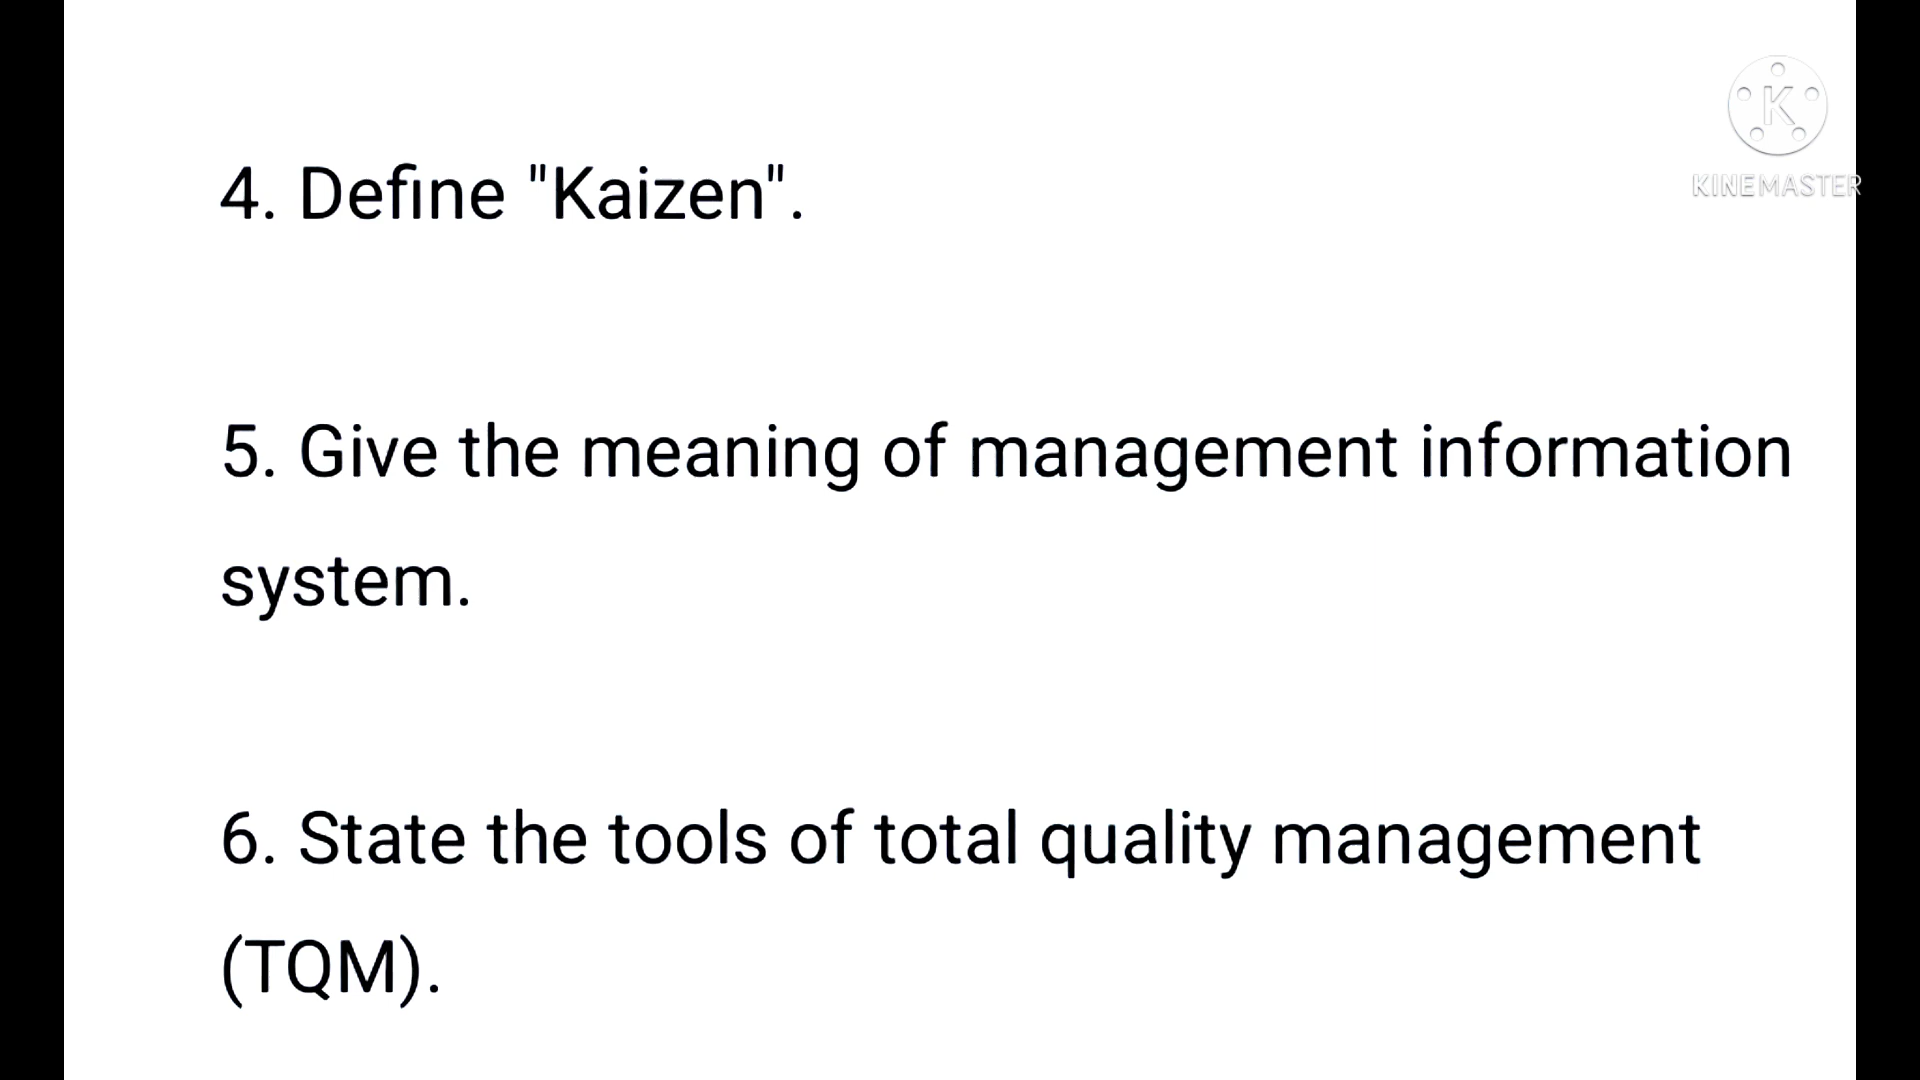 K
KINEMASTER
4. Define "Kaizen".
5. Give the meaning of management information
system.
6. State the tools of total quality management
(TQM).